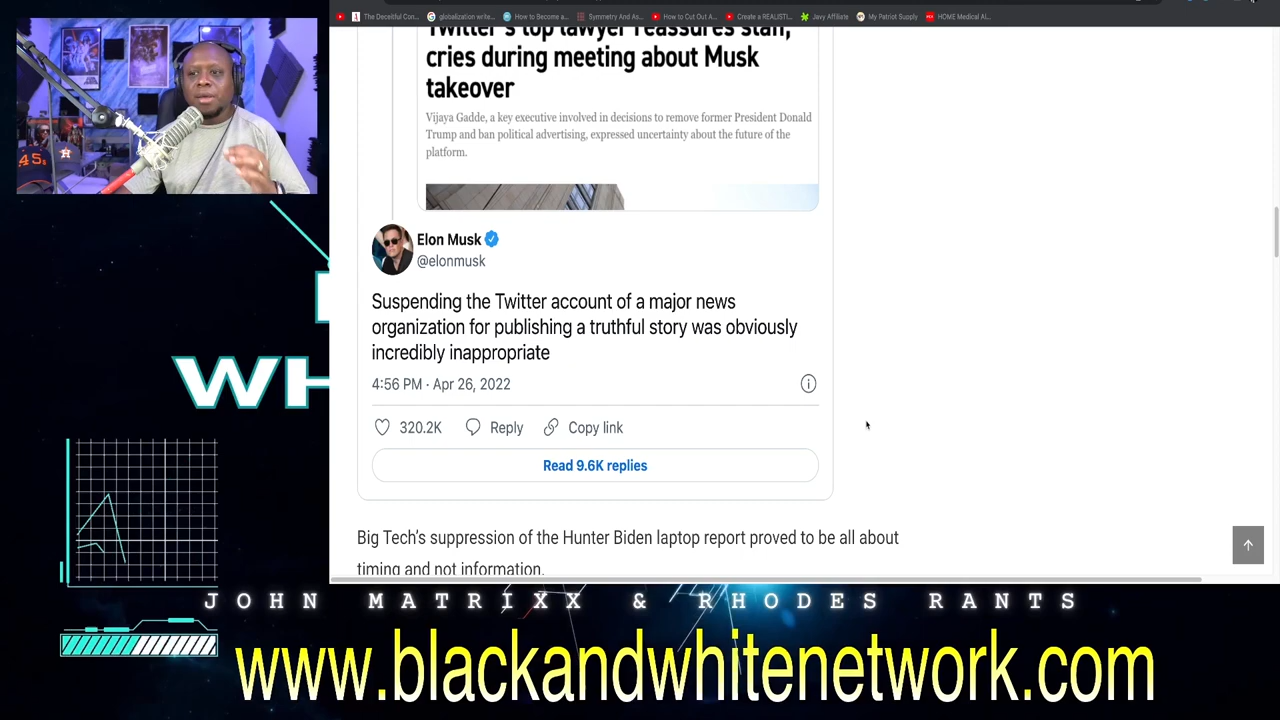 The Deceitful Con...
globalization write...
How to Become a...
Symmetry And As...
How to Cut Out A...
Create a REALISTI...
Javy Affiliate
My Patriot Supply
HOME Medical Al...
Twitter's top lawyer reassures staff,
cries during meeting about Musk
takeover
Vijaya Gadde, a key executive involved in decisions to remove former President Donald
Trump and ban political advertising, expressed uncertainty about the future of the
platform.
Elon Musk
@elonmusk
Suspending the Twitter account of a major news
organization for publishing a truthful story was obviously
incredibly inappropriate
4:56 PM · Apr 26, 2022
320.2K Reply Copy link
Read 9.6K replies
Big Tech's suppression of the Hunter Biden laptop report proved to be all about
timing and not information.
WH
JOHN MATRIXX & RHODES RANTS
www.blackandwhitenetwork.com